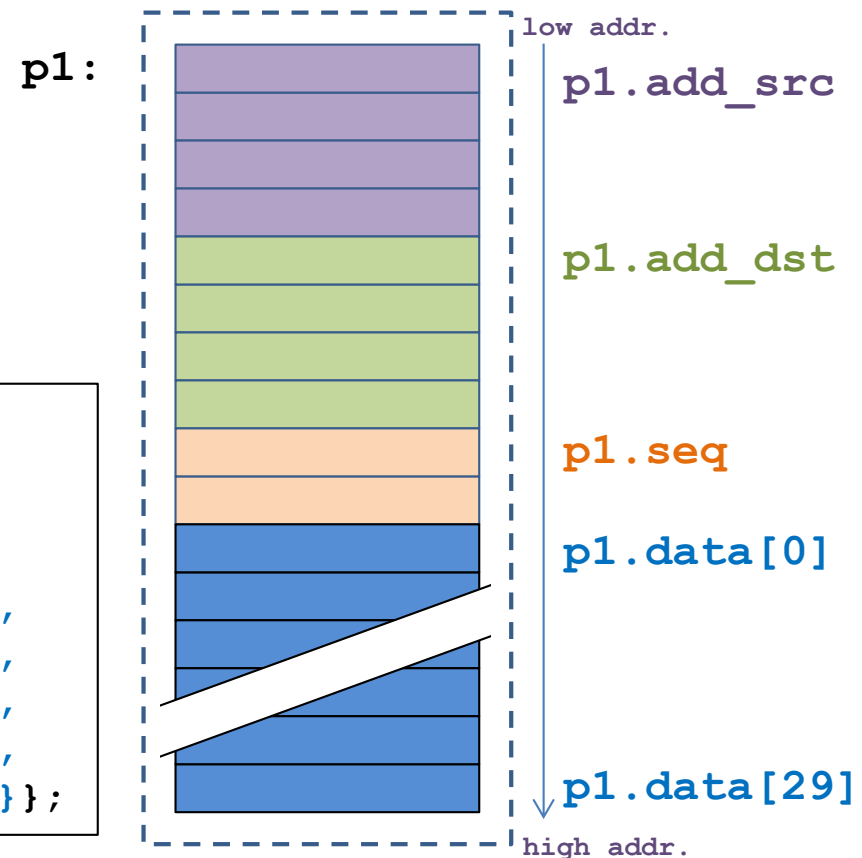 low addr.
p1:
p1.add_src
p1.add_dst
p1.seq
p1.data[0]
,
,
,
,
}};
p1.data[29]
high addr.